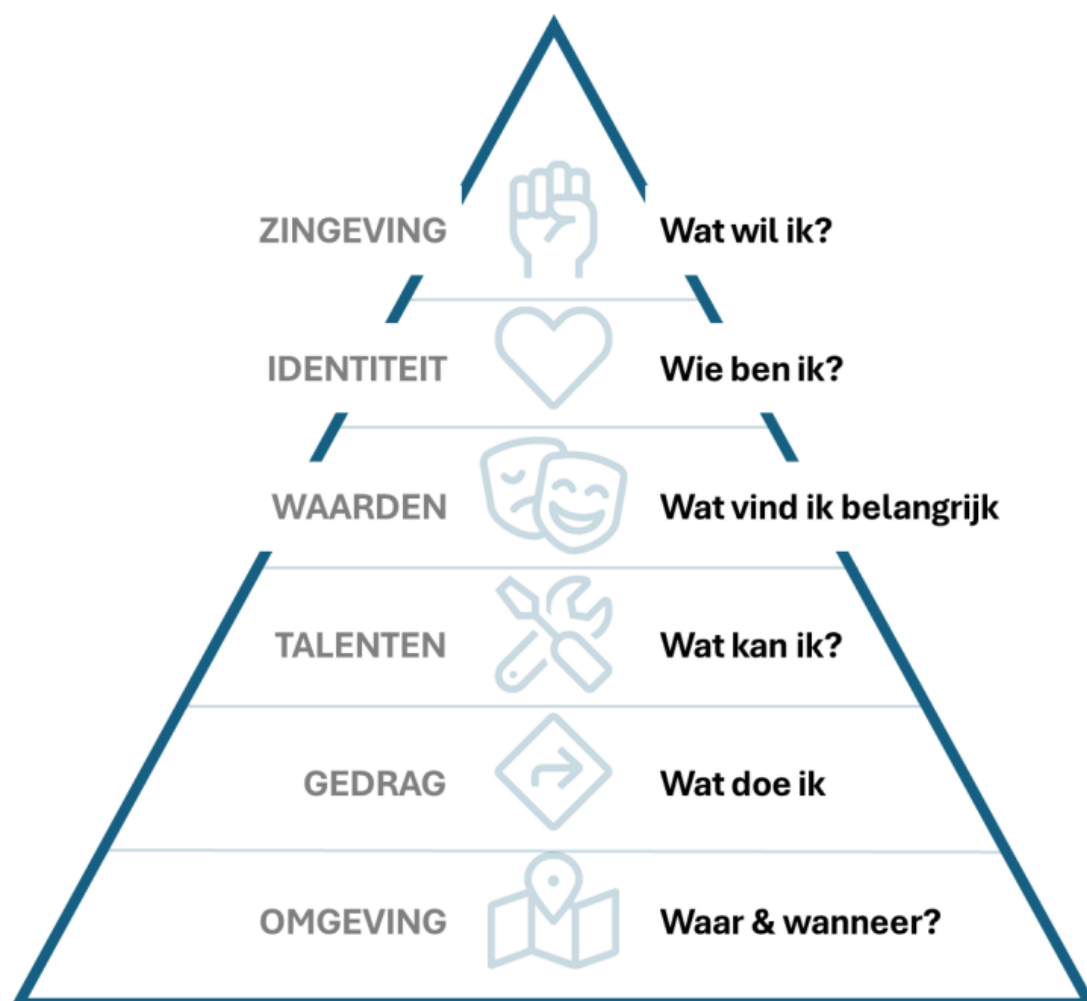 ZINGEVING Wat wil ik?
IDENTITEIT Wie ben ik?
WAARDEN Wat vind ik belangrijk
TALENTEN Wat kan ik?
GEDRAG Wat doe ik
OMGEVING Waar & wanneer?